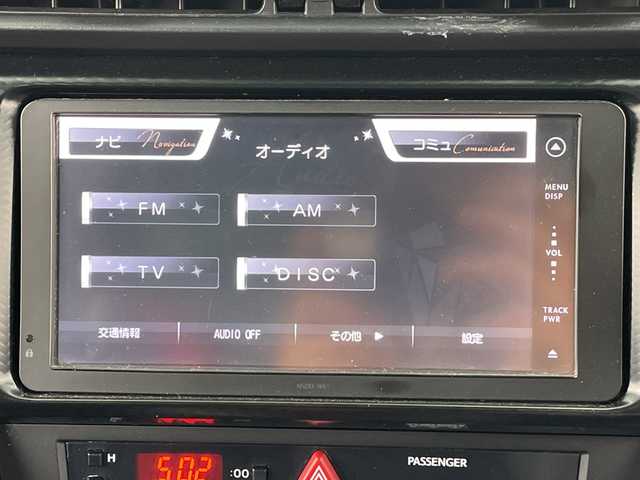 ナビ Navigation
オーディオ
コミュ Comunication
MENU
DISP
FM
AM
VOL
TV
DISC
TRACK
PWR
交通情報
AUDIO OFF
その他
設定
H
5:02
:00
PASSENGER